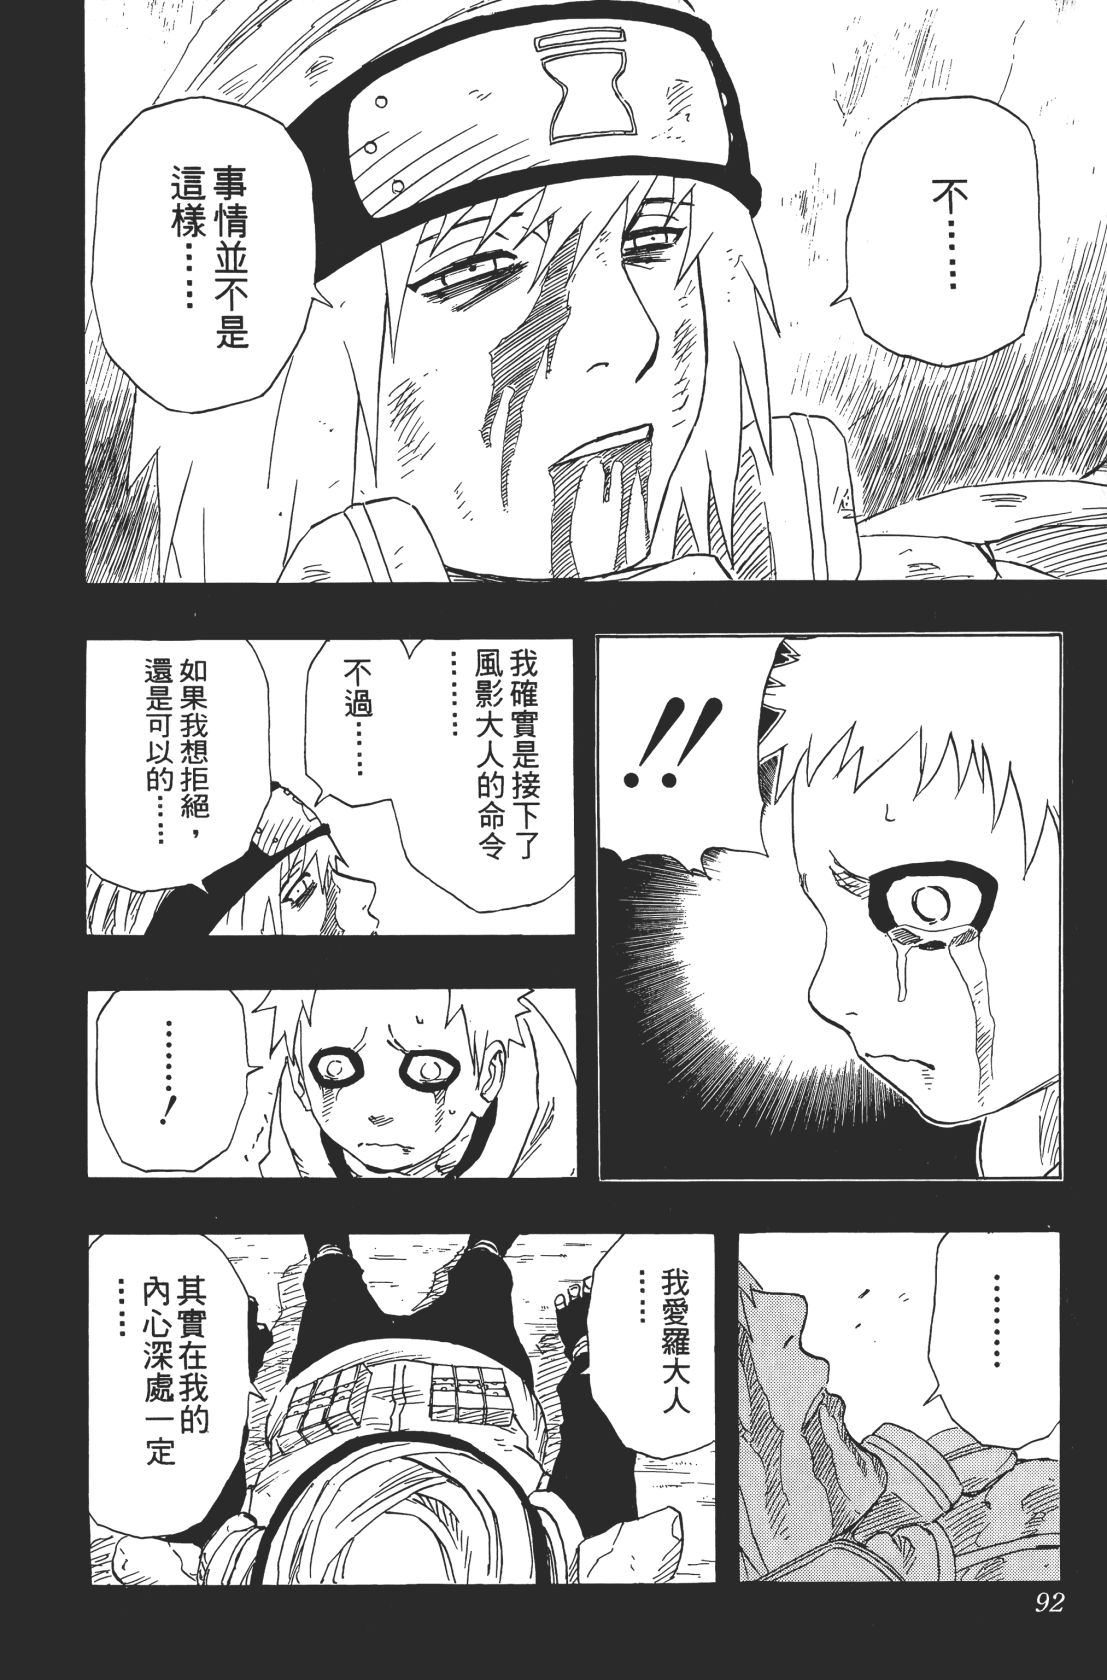 不……
事情並不是
這樣……
!!
我確實是接下了
風影大人的命令
……
不過……
如果我想拒絕，
還是可以的……
……!
……
我愛羅大人
……
其實在我的
內心深處一定
……
92